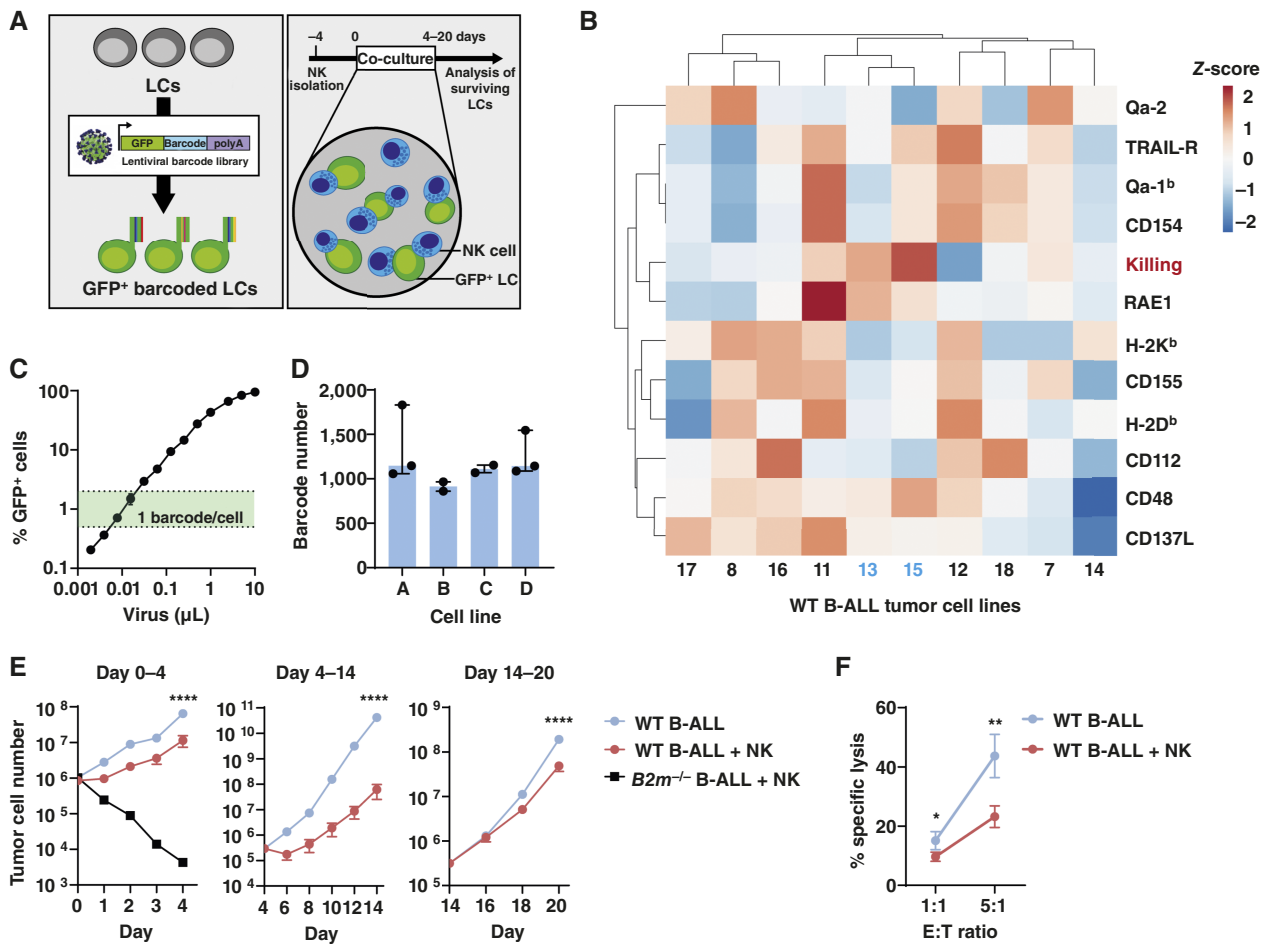 A
LCs
GFP Barcode polyA
Lentiviral barcode library
GFP⁺ barcoded LCs
–4 0 4–20 days
Co-culture
NK
isolation
Analysis of
surviving
LCs
NK cell
GFP⁺ LC
B
Z-score
2
1
0
–1
–2
Qa-2
TRAIL-R
Qa-1ᵇ
CD154
Killing
RAE1
H-2Kᵇ
CD155
H-2Dᵇ
CD112
CD48
CD137L
17 8 16 11 13 15 12 18 7 14
WT B-ALL tumor cell lines
C
% GFP⁺ cells
100
10
1
0.1
1 barcode/cell
0.001 0.01 0.1 1 10
Virus (μL)
D
Barcode number
2,000
1,500
1,000
500
0
A B C D
Cell line
E
Tumor cell number
Day 0–4
10⁸
10⁷
10⁶
10⁵
10⁴
10³
****
0 1 2 3 4
Day
Day 4–14
10¹¹
10¹⁰
10⁹
10⁸
10⁷
10⁶
10⁵
10⁴
****
4 6 8 10 12 14
Day
Day 14–20
10⁹
10⁸
10⁷
10⁶
10⁵
****
14 16 18 20
Day
WT B-ALL
WT B-ALL + NK
B2m⁻/⁻ B-ALL + NK
F
% specific lysis
60
40
20
0
*
**
1:1 5:1
E:T ratio
WT B-ALL
WT B-ALL + NK